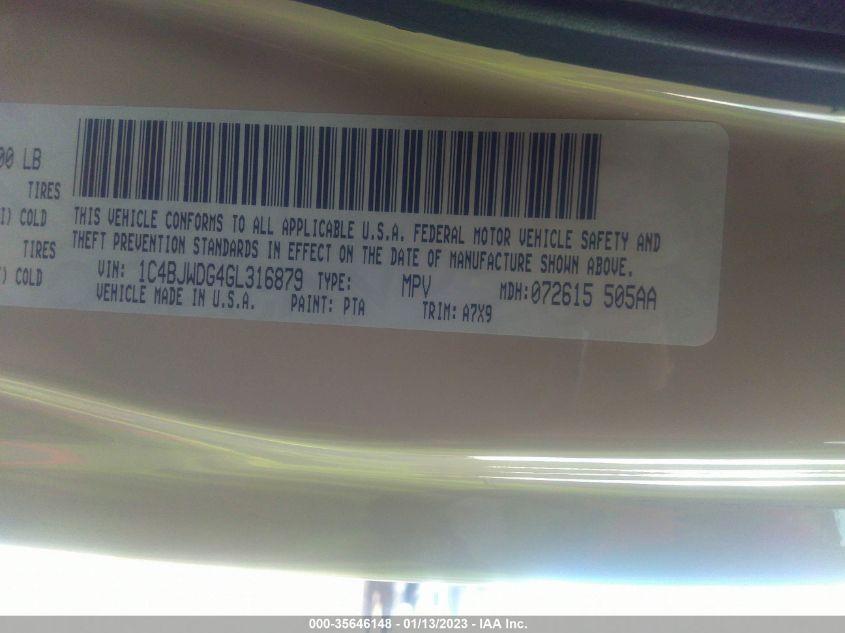 00 LB
TIRES
I) COLD
TIRES
) COLD
THIS VEHICLE CONFORMS TO ALL APPLICABLE U.S.A. FEDERAL MOTOR VEHICLE SAFETY AND
THEFT PREVENTION STANDARDS IN EFFECT ON THE DATE OF MANUFACTURE SHOWN ABOVE.
VIN: 1C4BJWDG4GL316879 TYPE: MPV MDH:072615 505AA
VEHICLE MADE IN U.S.A. PAINT: PTA TRIM: A7X9
000-35646148 - 01/13/2023 - IAA Inc.